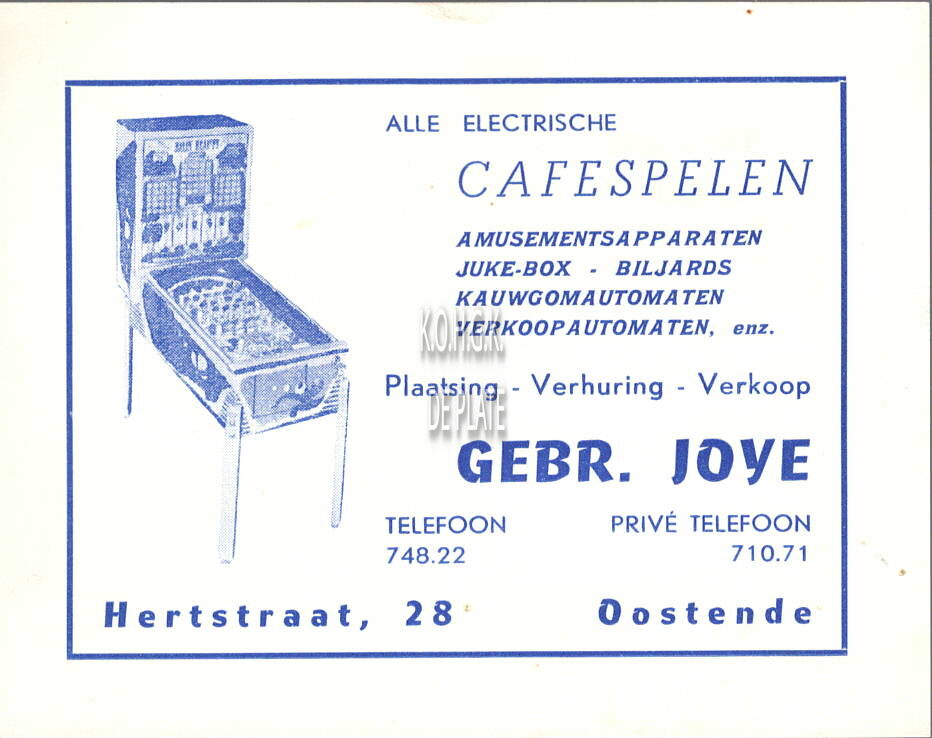 ALLE ELECTRISCHE
CAFESPELEN
AMUSEMENTSAPPARATEN
JUKE-BOX - BILJARDS
KAUWGOMAUTOMATEN
VERKOOPAUTOMATEN, enz.
K.O.H.G.K.
Plaatsing - Verhuring - Verkoop
DE PLATE
GEBR. JOYE
TELEFOON PRIVÉ TELEFOON
748.22 710.71
Hertstraat, 28 Oostende